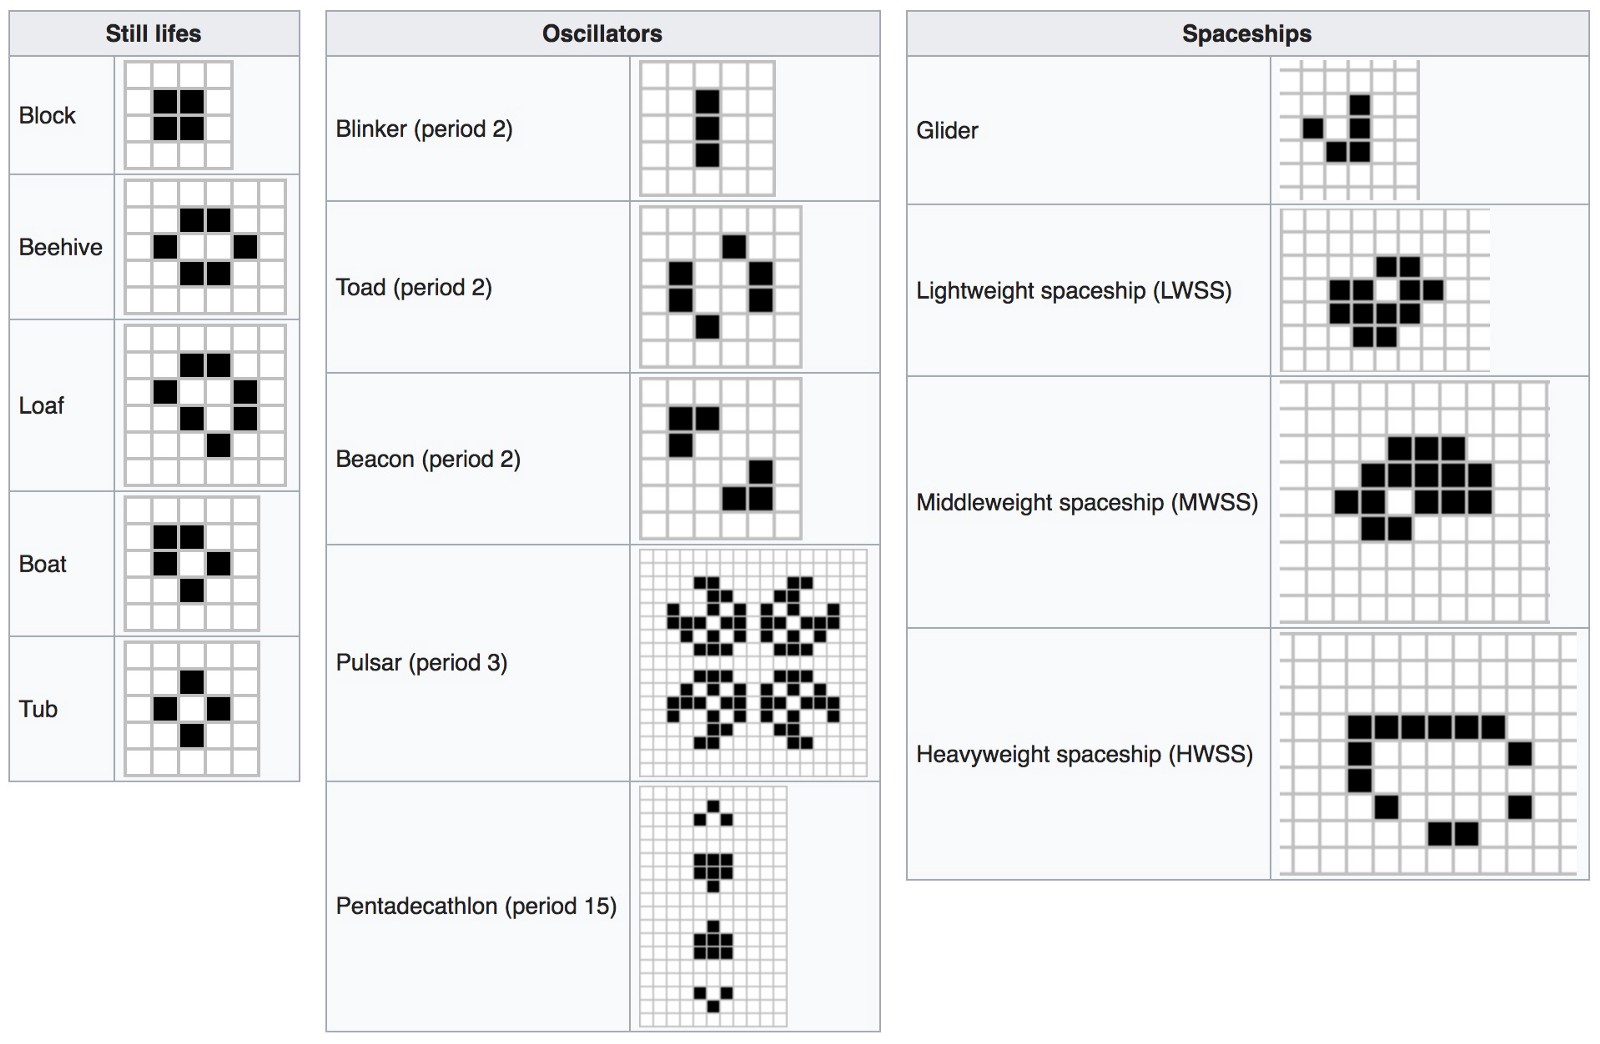 Still lifes
Block
Beehive
Loaf
Boat
Tub
Oscillators
Blinker (period 2)
Toad (period 2)
Beacon (period 2)
Pulsar (period 3)
Pentadecathlon (period 15)
Spaceships
Glider
Lightweight spaceship (LWSS)
Middleweight spaceship (MWSS)
Heavyweight spaceship (HWSS)